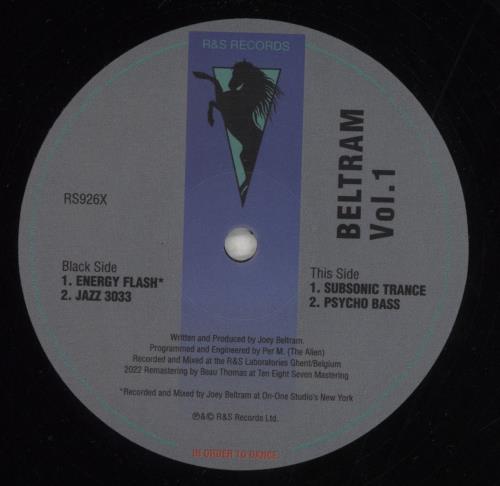 R&S RECORDS
BELTRAM
Vol.1
RS926X
Black Side
1. ENERGY FLASH*
2. JAZZ 3033
This Side
1. SUBSONIC TRANCE
2. PSYCHO BASS
Written and Produced by Joey Beltram.
Programmed and Engineered by Per M. (The Alien)
Recorded and Mixed at the R&S Laboratories Ghent/Belgium
2022 Remastering by Beau Thomas at Ten Eight Seven Mastering
*Recorded and Mixed by Joey Beltram at On-One Studio's New York
℗&© R&S Records Ltd.
IN ORDER TO DANCE